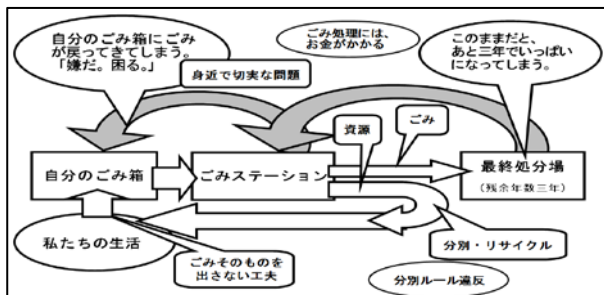 自分のごみ箱にごみ
が戻ってきてしまう。
「嫌だ。困る。」
身近で切実な問題
ごみ処理には、
お金がかかる
このままだと、
あと三年でいっぱい
になってしまう。
資源
ごみ
自分のごみ箱
ごみステーション
最終処分場
(残余年数三年)
私たちの生活
ごみそのものを
出さない工夫
分別・リサイクル
分別ルール違反